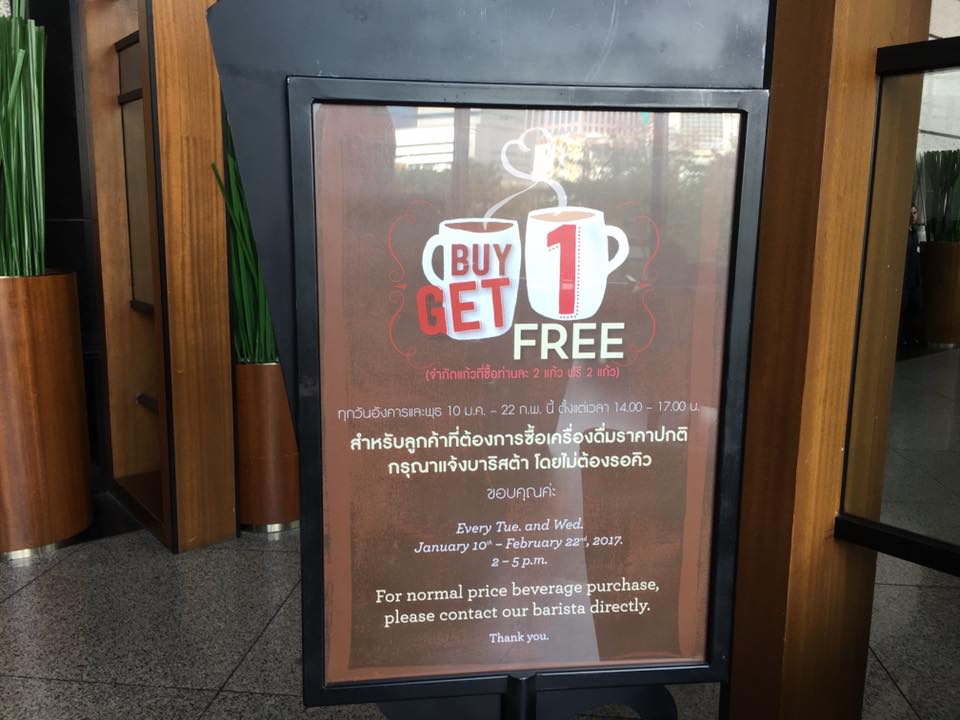 BUY 1
GET
FREE
(จำกัดแก้วที่ซื้อท่านละ 2 แก้ว ฟรี 2 แก้ว)
ทุกวันอังคารและพุธ 10 ม.ค. – 22 ก.พ. นี้ ตั้งแต่เวลา 14.00 – 17.00 น.
สำหรับลูกค้าที่ต้องการซื้อเครื่องดื่มราคาปกติ
กรุณาแจ้งบาริสต้า โดยไม่ต้องรอคิว
ขอบคุณค่ะ
Every Tue. and Wed.
January 10th – February 22nd, 2017.
2 – 5 p.m.
For normal price beverage purchase,
please contact our barista directly.
Thank you.